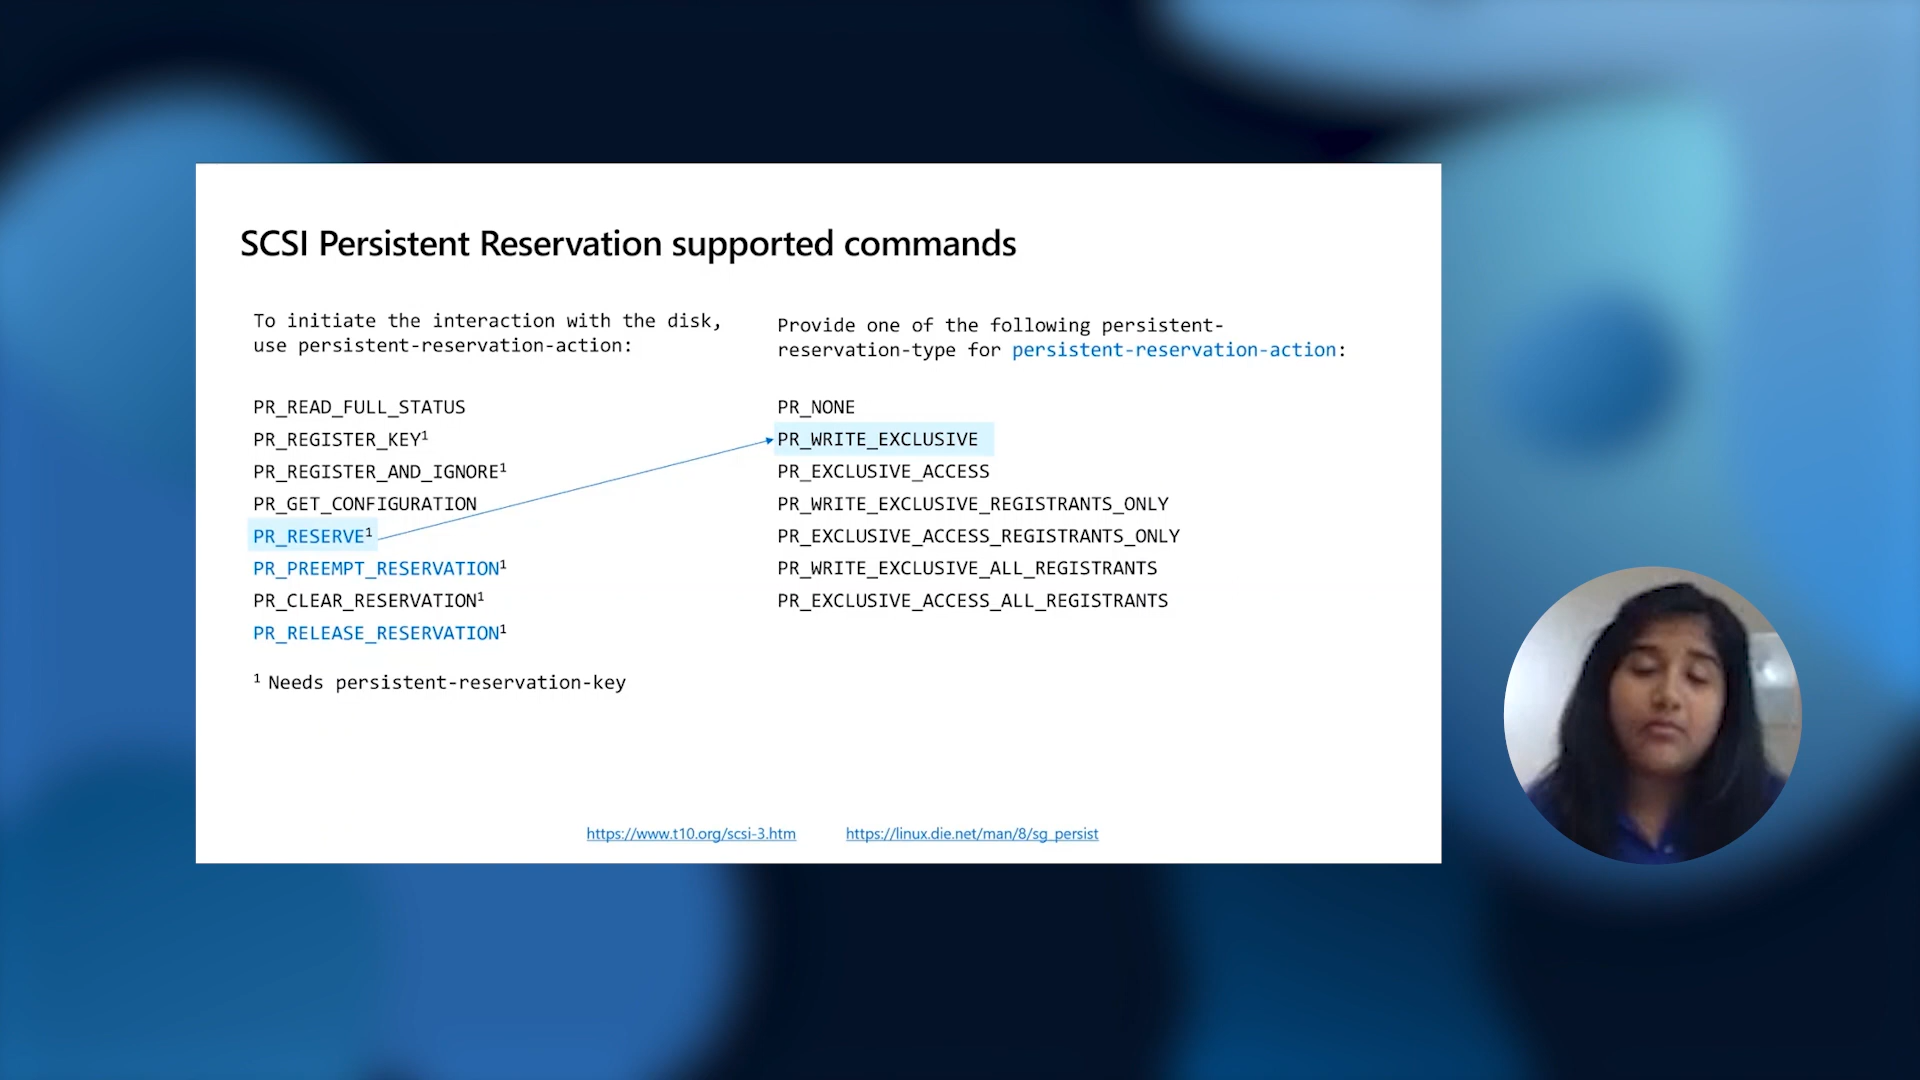 SCSI Persistent Reservation supported commands
To initiate the interaction with the disk,
use persistent-reservation-action:
PR_READ_FULL_STATUS
PR_REGISTER_KEY¹
PR_REGISTER_AND_IGNORE¹
PR_GET_CONFIGURATION
PR_RESERVE¹
PR_PREEMPT_RESERVATION¹
PR_CLEAR_RESERVATION¹
PR_RELEASE_RESERVATION¹
¹ Needs persistent-reservation-key
Provide one of the following persistent-
reservation-type for persistent-reservation-action:
PR_NONE
PR_WRITE_EXCLUSIVE
PR_EXCLUSIVE_ACCESS
PR_WRITE_EXCLUSIVE_REGISTRANTS_ONLY
PR_EXCLUSIVE_ACCESS_REGISTRANTS_ONLY
PR_WRITE_EXCLUSIVE_ALL_REGISTRANTS
PR_EXCLUSIVE_ACCESS_ALL_REGISTRANTS
https://www.t10.org/scsi-3.htm
https://linux.die.net/man/8/sg_persist